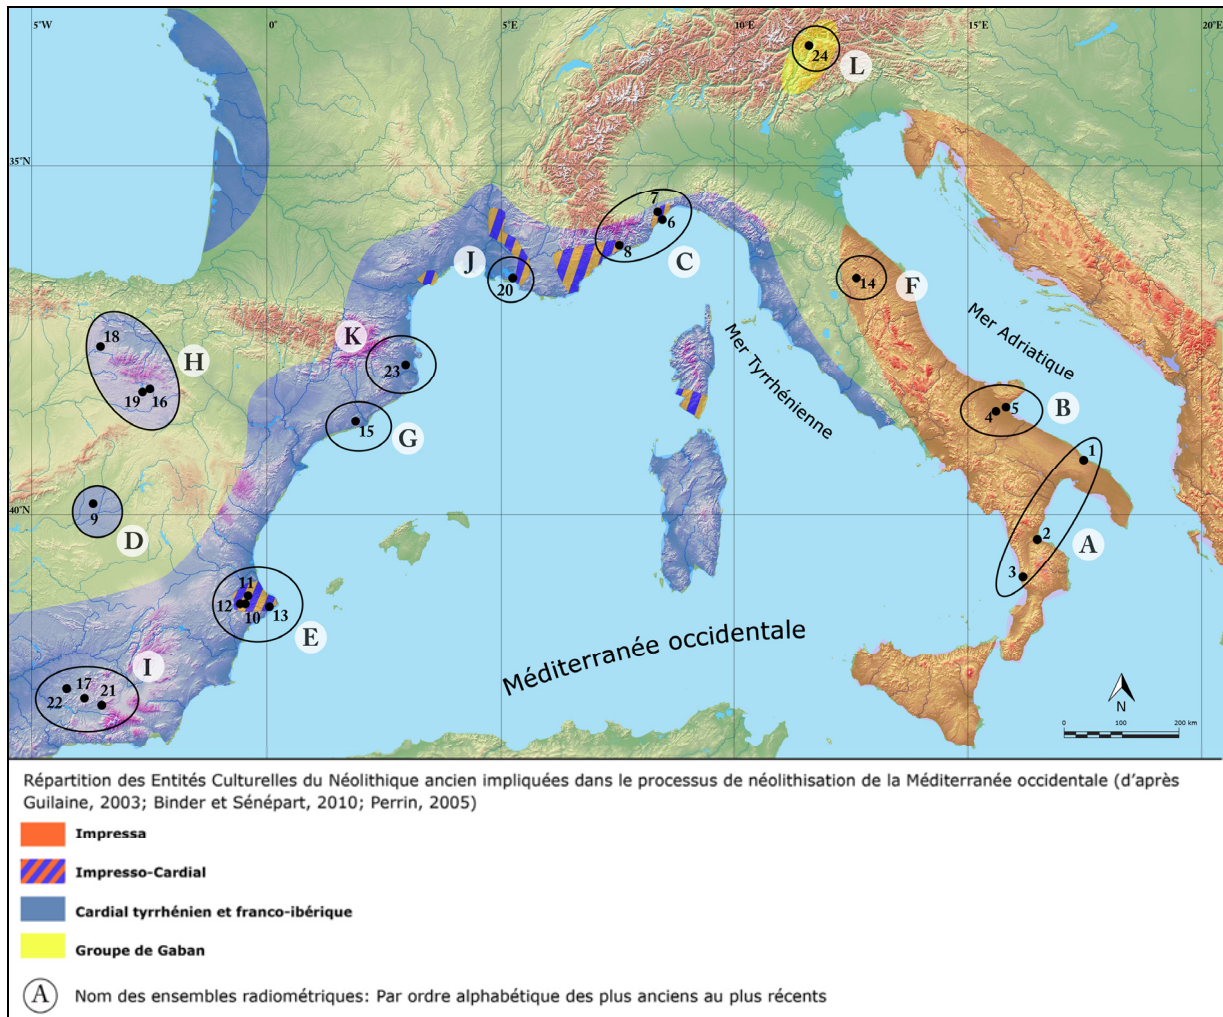 5°W
0°
5°E
10°E
15°E
20°E
24
L
35°N
7
6
8
C
J
20
14
F
18
H
K
23
19
16
Mer Tyrrhénienne
Mer Adriatique
15
G
4
5
B
1
9
D
40°N
2
A
3
11
12
10
13
E
Méditerranée occidentale
I
17
21
22
N
0
100
200 km
Répartition des Entités Culturelles du Néolithique ancien impliquées dans le processus de néolithisation de la Méditerranée occidentale (d'après
Guilaine, 2003; Binder et Sénépart, 2010; Perrin, 2005)
Impressa
Impresso-Cardial
Cardial tyrrhénien et franco-ibérique
Groupe de Gaban
A Nom des ensembles radiométriques: Par ordre alphabétique des plus anciens au plus récents